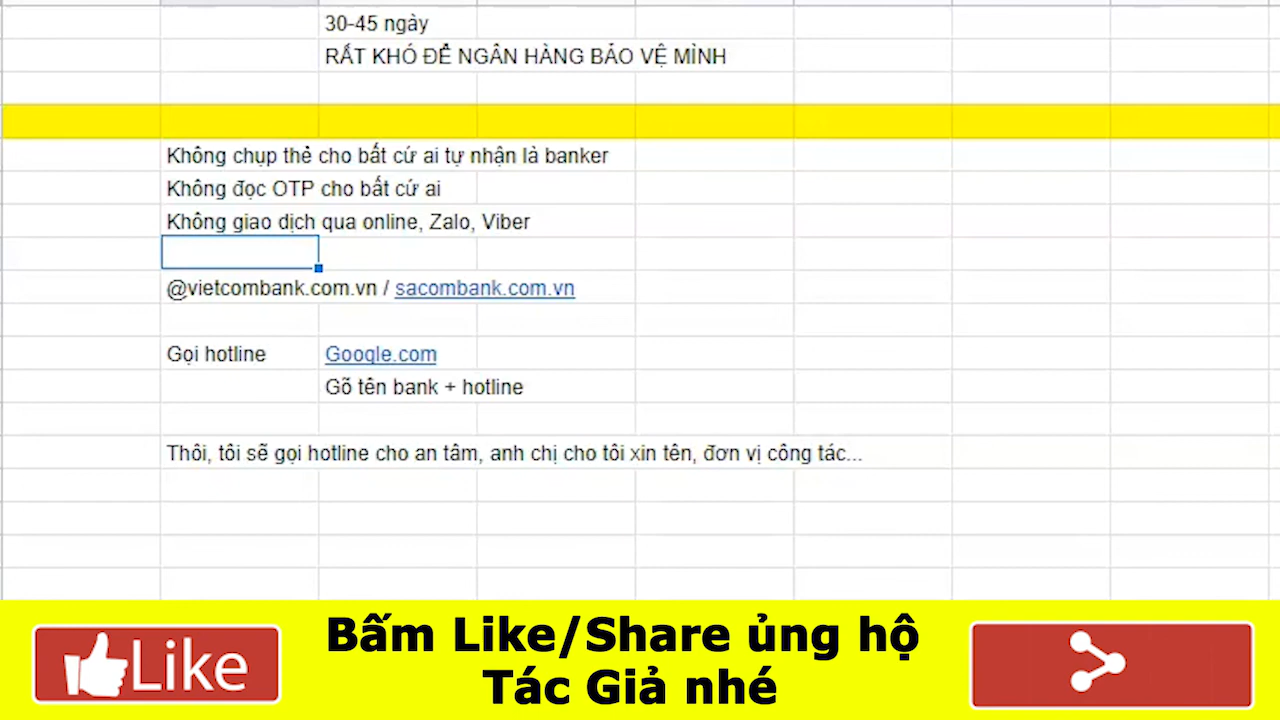 30-45 ngày
RẤT KHÓ ĐỂ NGÂN HÀNG BẢO VỆ MÌNH
Không chụp thẻ cho bất cứ ai tự nhận là banker
Không đọc OTP cho bất cứ ai
Không giao dịch qua online, Zalo, Viber
@vietcombank.com.vn / sacombank.com.vn
Gọi hotline Google.com
Gõ tên bank + hotline
Thôi, tôi sẽ gọi hotline cho an tâm, anh chị cho tôi xin tên, đơn vị công tác...
Like
Bấm Like/Share ủng hộ
Tác Giả nhé